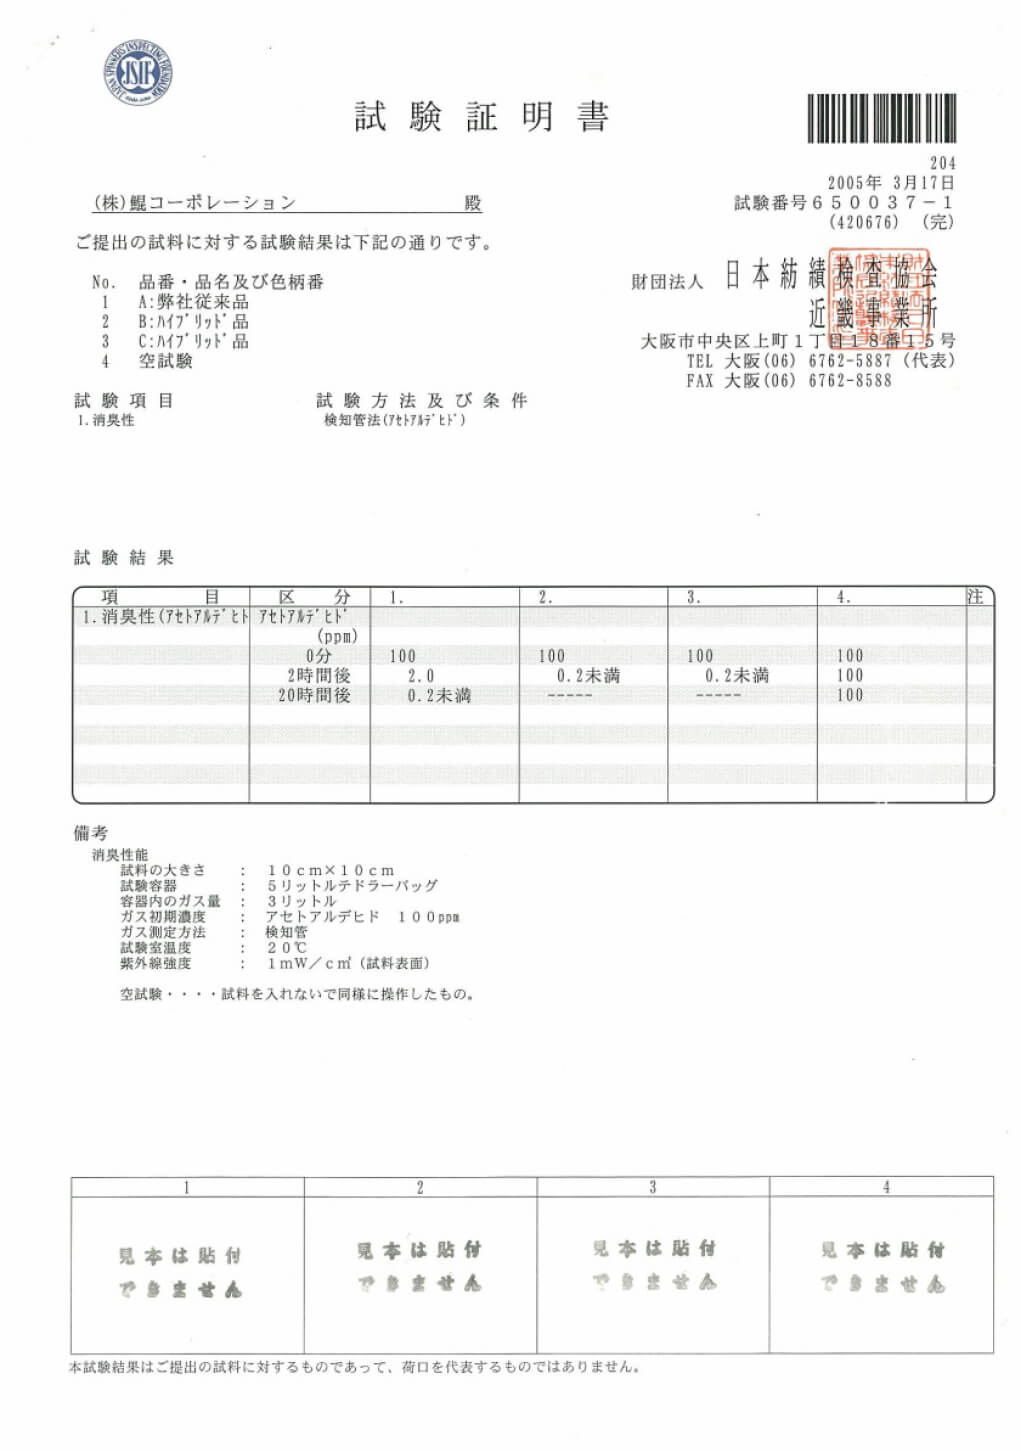 JAPAN SPINNERS' INSPECTING FOUNDATION
JSIF
試験証明書
204
2005年 3月17日
試験番号650037-1
(420676) (完)
(株)鯤コーポレーション 殿
ご提出の試料に対する試験結果は下記の通りです。
No. 品番・品名及び色柄番
1 A:弊社従来品
2 B:ﾊｲﾌﾞﾘｯﾄﾞ品
3 C:ﾊｲﾌﾞﾘｯﾄﾞ品
4 空試験
財団法人 日本紡績検査協会
近畿事業所
大阪市中央区上町1丁目18番15号
TEL 大阪(06) 6762-5887 (代表)
FAX 大阪(06) 6762-8588
試験項目 試験方法及び条件
1.消臭性 検知管法(ｱｾﾄｱﾙﾃﾞﾋﾄﾞ)
試験結果
項目 区分 1. 2. 3. 4. 注
1.消臭性(ｱｾﾄｱﾙﾃﾞﾋﾄ ｱｾﾄｱﾙﾃﾞﾋﾄﾞ
(ppm)
0分 100 100 100 100
2時間後 2.0 0.2未満 0.2未満 100
20時間後 0.2未満 ----- ----- 100
備考
消臭性能
試料の大きさ : 10cm×10cm
試験容器 : 5リットルテドラーバッグ
容器内のガス量 : 3リットル
ガス初期濃度 : アセトアルデヒド 100ppm
ガス測定方法 : 検知管
試験室温度 : 20℃
紫外線強度 : 1mW/c㎡(試料表面)
空試験・・・・試料を入れないで同様に操作したもの。
1 2 3 4
見本は貼付 見本は貼付 見本は貼付 見本は貼付
できません できません できません できません
本試験結果はご提出の試料に対するものであって、荷口を代表するものではありません。